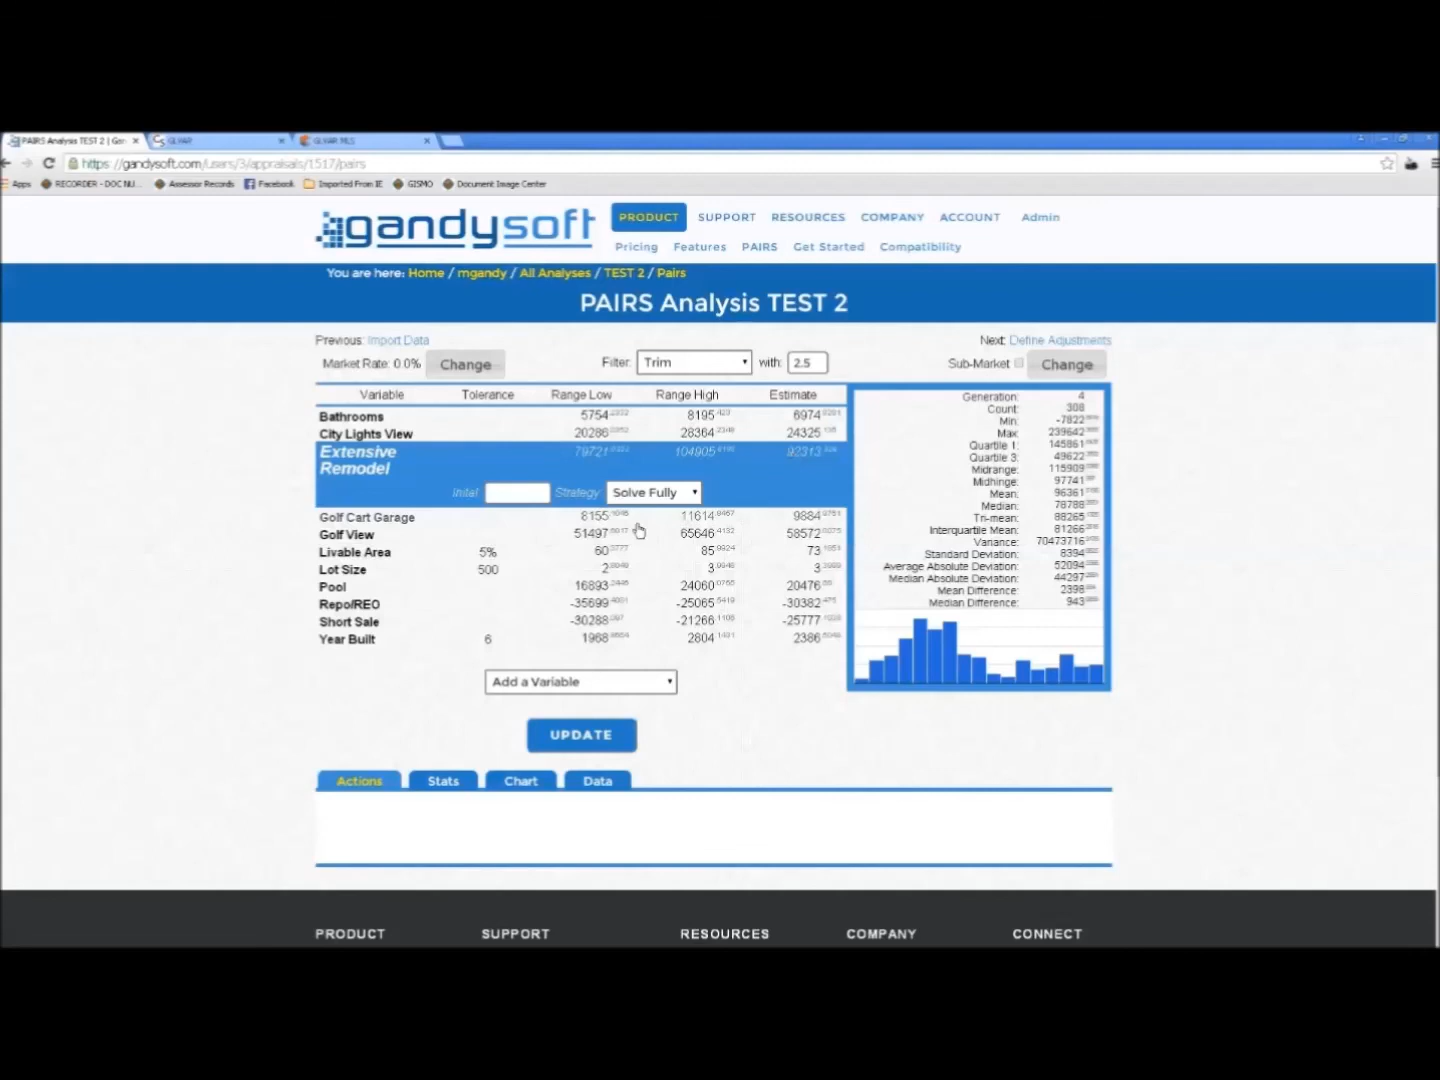 PAIRS Analysis TEST 2 | Gan
GLVAR
GLVAR MLS
https://gandysoft.com/users/3/appraisals/1517/pairs
Apps
RECORDER - DOC NU...
Assessor Records
Facebook
Imported From IE
GISMO
Document Image Center
gandysoft
PRODUCT SUPPORT RESOURCES COMPANY ACCOUNT Admin
Pricing Features PAIRS Get Started Compatibility
You are here: Home / mgandy / All Analyses / TEST 2 / Pairs
PAIRS Analysis TEST 2
Previous: Import Data
Next: Define Adjustments
Market Rate: 0.0% Change
Filter: Trim with: 2.5
Sub-Market Change
Variable Tolerance Range Low Range High Estimate
Bathrooms 5754 8195 6974
City Lights View 20286 28364 24325
Extensive Remodel 79721 104905 92313
Initial Strategy Solve Fully
Golf Cart Garage 8155 11614 9884
Golf View 51497 65646 58572
Livable Area 5% 60 85 73
Lot Size 500 2 3 3
Pool 16893 24060 20476
Repo/REO -35699 -25065 -30382
Short Sale -30288 -21266 -25777
Year Built 6 1968 2804 2386
Add a Variable
UPDATE
Generation: 4
Count: 308
Min: -7822
Max: 239642
Quartile 1: 145861
Quartile 3: 49622
Midrange: 115909
Midhinge: 97741
Mean: 96361
Median: 78788
Tri-mean: 88265
Interquartile Mean: 81266
Variance: 70473716
Standard Deviation: 8394
Average Absolute Deviation: 52094
Median Absolute Deviation: 44297
Mean Difference: 2398
Median Difference: 943
Actions Stats Chart Data
PRODUCT SUPPORT RESOURCES COMPANY CONNECT